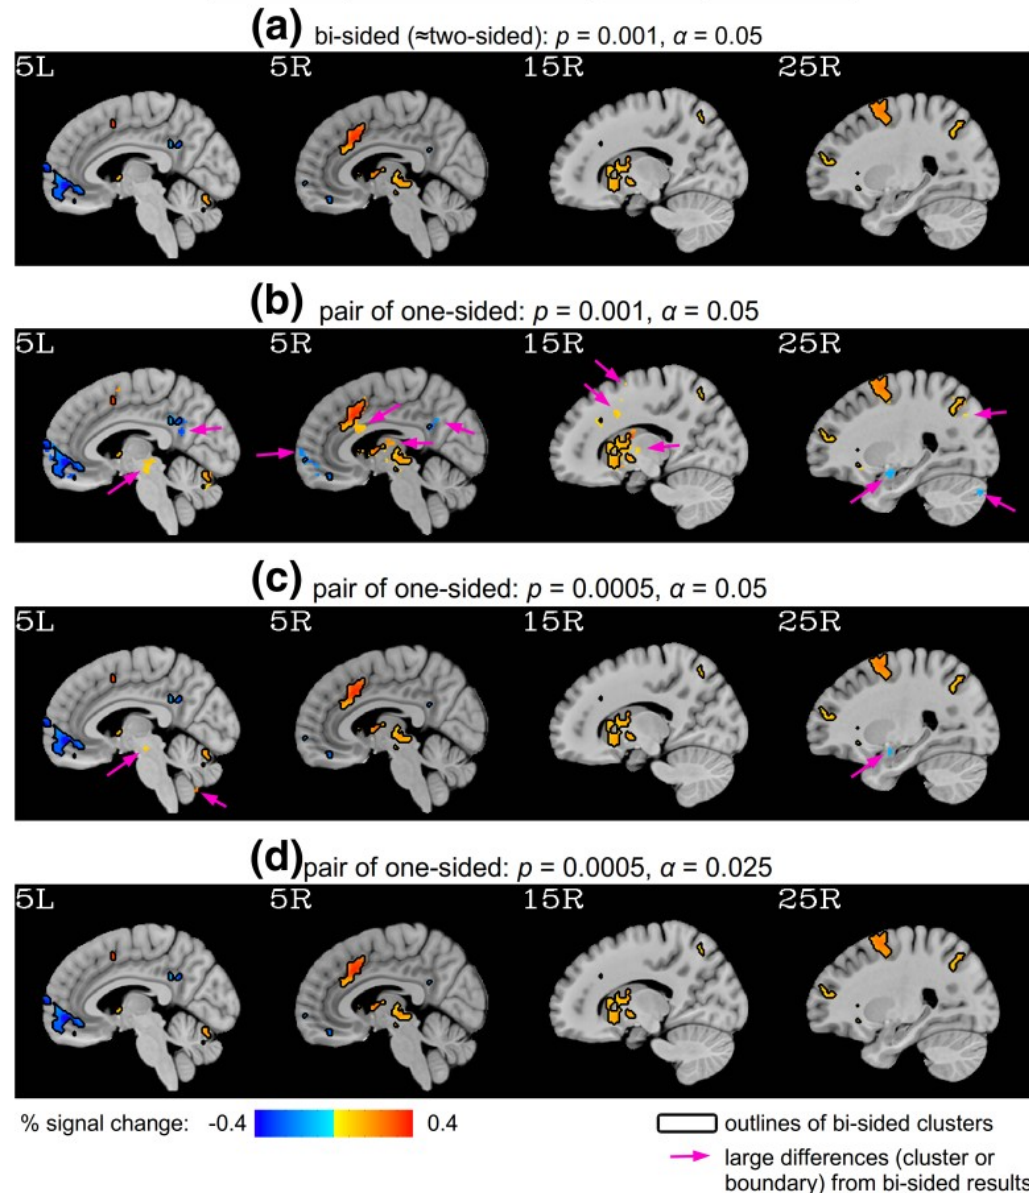 (a) bi-sided (≈two-sided): p = 0.001, α = 0.05
5L 5R 15R 25R
(b) pair of one-sided: p = 0.001, α = 0.05
5L 5R 15R 25R
(c) pair of one-sided: p = 0.0005, α = 0.05
5L 5R 15R 25R
(d) pair of one-sided: p = 0.0005, α = 0.025
5L 5R 15R 25R
% signal change: -0.4 0.4
outlines of bi-sided clusters
large differences (cluster or
boundary) from bi-sided results